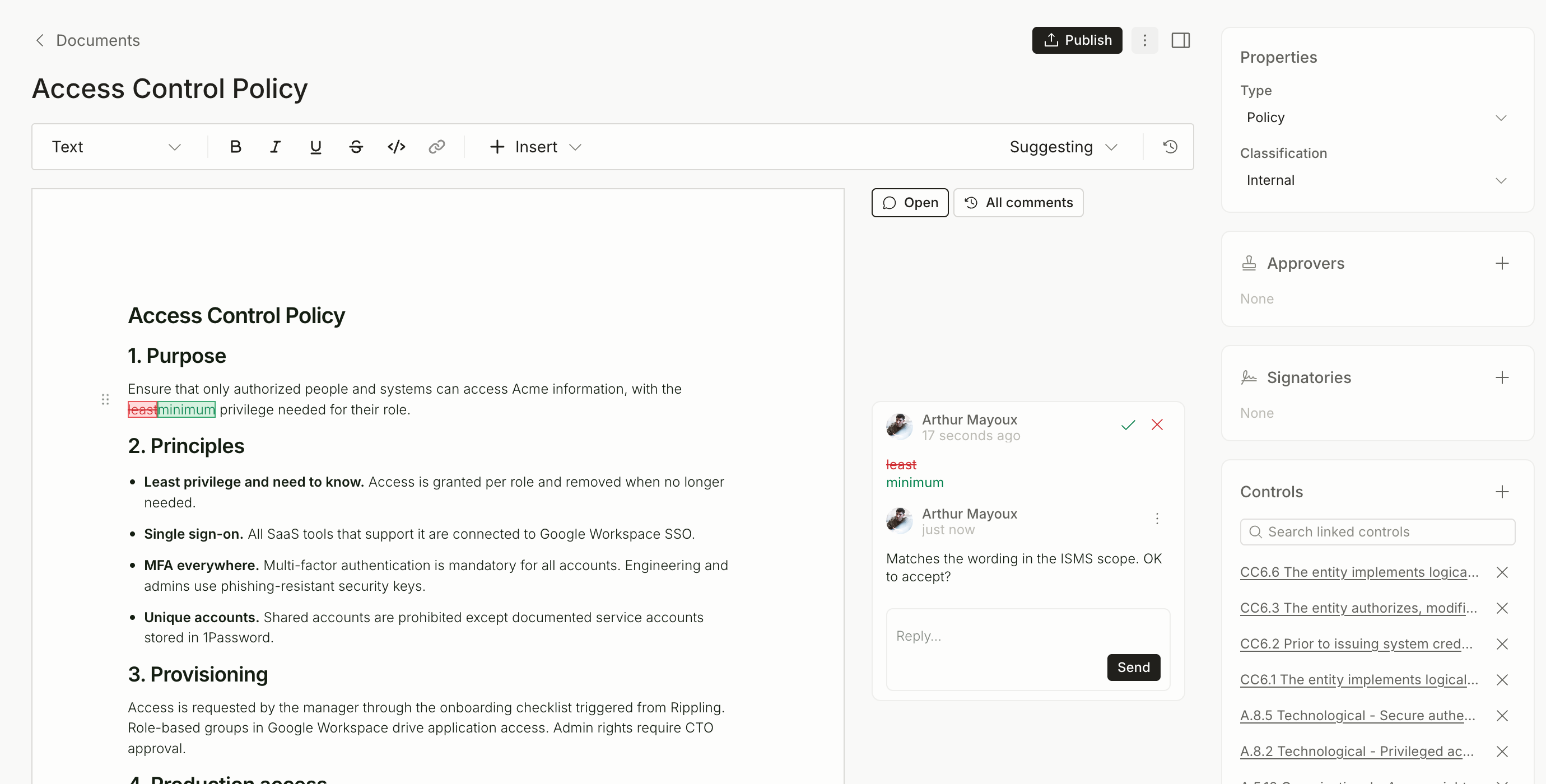 Documents
Publish
Access Control Policy
Text
B I U S </>
Insert
Suggesting
Open
All comments
Access Control Policy
1. Purpose
Ensure that only authorized people and systems can access Acme information, with the
leastminimum privilege needed for their role.
2. Principles
• Least privilege and need to know. Access is granted per role and removed when no longer
needed.
• Single sign-on. All SaaS tools that support it are connected to Google Workspace SSO.
• MFA everywhere. Multi-factor authentication is mandatory for all accounts. Engineering and
admins use phishing-resistant security keys.
• Unique accounts. Shared accounts are prohibited except documented service accounts
stored in 1Password.
3. Provisioning
Access is requested by the manager through the onboarding checklist triggered from Rippling.
Role-based groups in Google Workspace drive application access. Admin rights require CTO
approval.
4. Production access
Arthur Mayoux
17 seconds ago
least
minimum
Arthur Mayoux
just now
Matches the wording in the ISMS scope. OK
to accept?
Reply...
Send
Properties
Type
Policy
Classification
Internal
Approvers
None
Signatories
None
Controls
Search linked controls
CC6.6 The entity implements logica...
CC6.3 The entity authorizes, modifi...
CC6.2 Prior to issuing system cred...
CC6.1 The entity implements logical...
A.8.5 Technological - Secure authe...
A.8.2 Technological - Privileged ac...